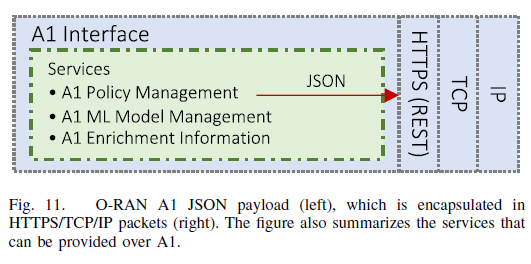 A1 Interface
Services
• A1 Policy Management
• A1 ML Model Management
• A1 Enrichment Information
JSON
HTTPS (REST)
TCP
IP
Fig. 11. O-RAN A1 JSON payload (left), which is encapsulated in
HTTPS/TCP/IP packets (right). The figure also summarizes the services that
can be provided over A1.